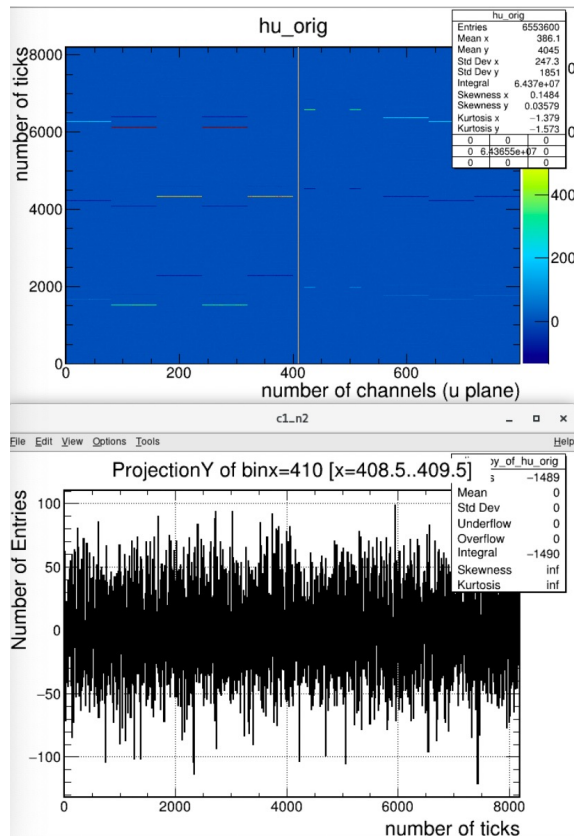 hu_orig
hu_orig
Entries 6553600
Mean x 386.1
Mean y 4045
Std Dev x 247.3
Std Dev y 1851
Integral 6.437e+07
Skewness x 0.1484
Skewness y 0.03579
Kurtosis x −1.379
Kurtosis y −1.573
0 0 0
0 6.43655e+07 0
0 0 0
number of ticks
8000
6000
4000
2000
0
0 200 400 600
number of channels (u plane)
400
200
0
c1_n2
File Edit View Options Tools Help
ProjectionY of binx=410 [x=408.5..409.5]
py_of_hu_orig
s −1489
Mean 0
Std Dev 0
Underflow 0
Overflow 0
Integral −1490
Skewness inf
Kurtosis inf
Number of Entries
100
50
0
−50
−100
0 2000 4000 6000 8000
number of ticks